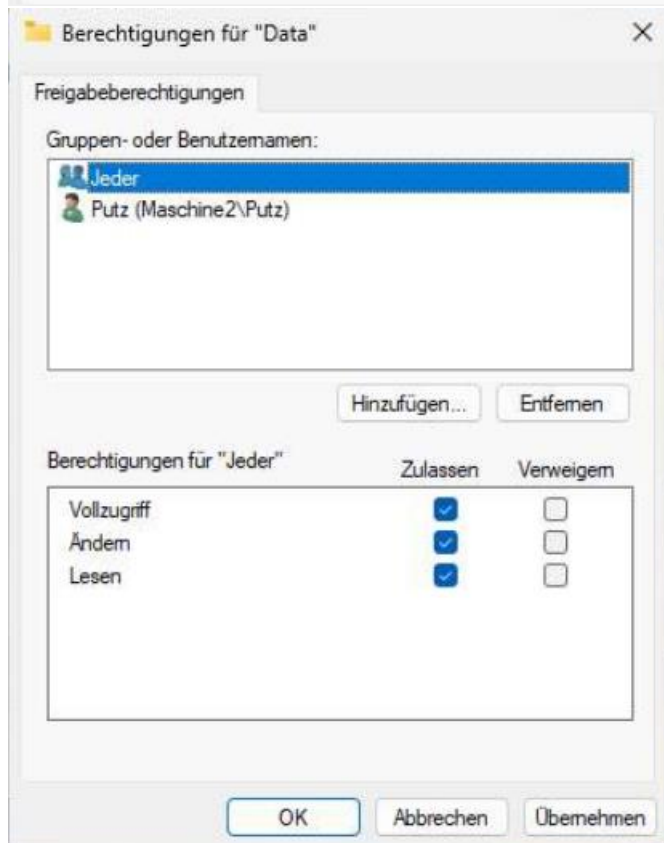 Berechtigungen für "Data"
Freigabeberechtigungen
Gruppen- oder Benutzernamen:
Jeder
Putz (Maschine2\Putz)
Hinzufügen... Entfernen
Berechtigungen für "Jeder" Zulassen Verweigern
Vollzugriff
Ändern
Lesen
OK Abbrechen Übernehmen